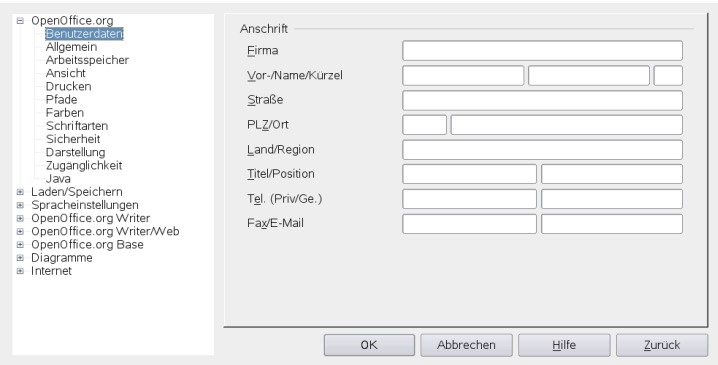 OpenOffice.org
Benutzerdaten
Allgemein
Arbeitsspeicher
Ansicht
Drucken
Pfade
Farben
Schriftarten
Sicherheit
Darstellung
Zugänglichkeit
Java
Laden/Speichern
Spracheinstellungen
OpenOffice.org Writer
OpenOffice.org Writer/Web
OpenOffice.org Base
Diagramme
Internet
Anschrift
Firma
Vor-/Name/Kürzel
Straße
PLZ/Ort
Land/Region
Titel/Position
Tel. (Priv/Ge.)
Fax/E-Mail
OK Abbrechen Hilfe Zurück